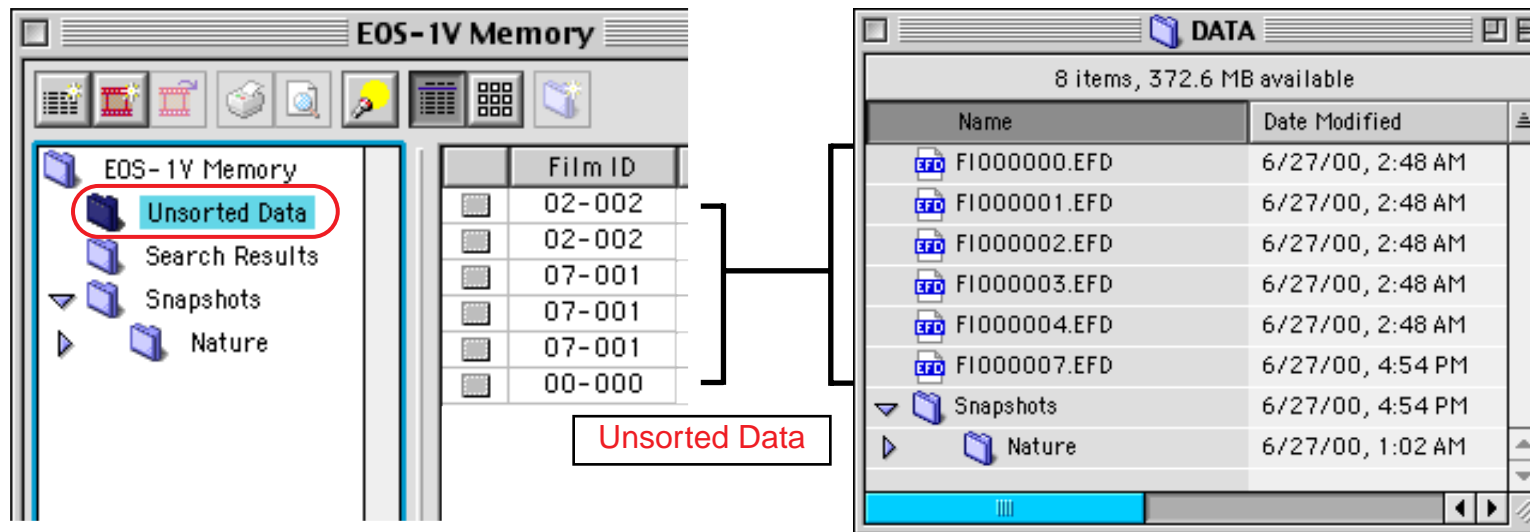 EOS-1V Memory
EOS-1V Memory
Unsorted Data
Search Results
Snapshots
Nature
Film ID
02-002
02-002
07-001
07-001
07-001
00-000
Unsorted Data
DATA
8 items, 372.6 MB available
Name Date Modified
EFD FI000000.EFD 6/27/00, 2:48 AM
EFD FI000001.EFD 6/27/00, 2:48 AM
EFD FI000002.EFD 6/27/00, 2:48 AM
EFD FI000003.EFD 6/27/00, 2:48 AM
EFD FI000004.EFD 6/27/00, 2:48 AM
EFD FI000007.EFD 6/27/00, 4:54 PM
Snapshots 6/27/00, 4:54 PM
Nature 6/27/00, 1:02 AM